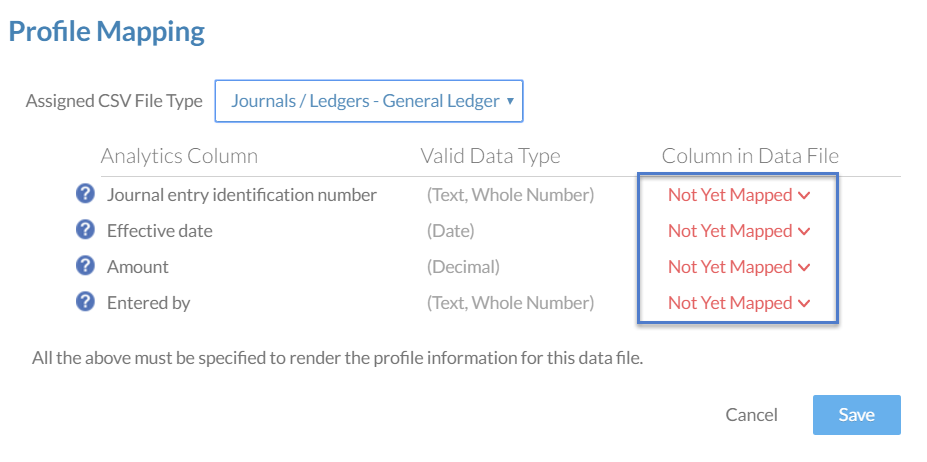 Profile Mapping
Assigned CSV File Type Journals / Ledgers - General Ledger
Analytics Column Valid Data Type Column in Data File
Journal entry identification number (Text, Whole Number) Not Yet Mapped
Effective date (Date) Not Yet Mapped
Amount (Decimal) Not Yet Mapped
Entered by (Text, Whole Number) Not Yet Mapped
All the above must be specified to render the profile information for this data file.
Cancel Save